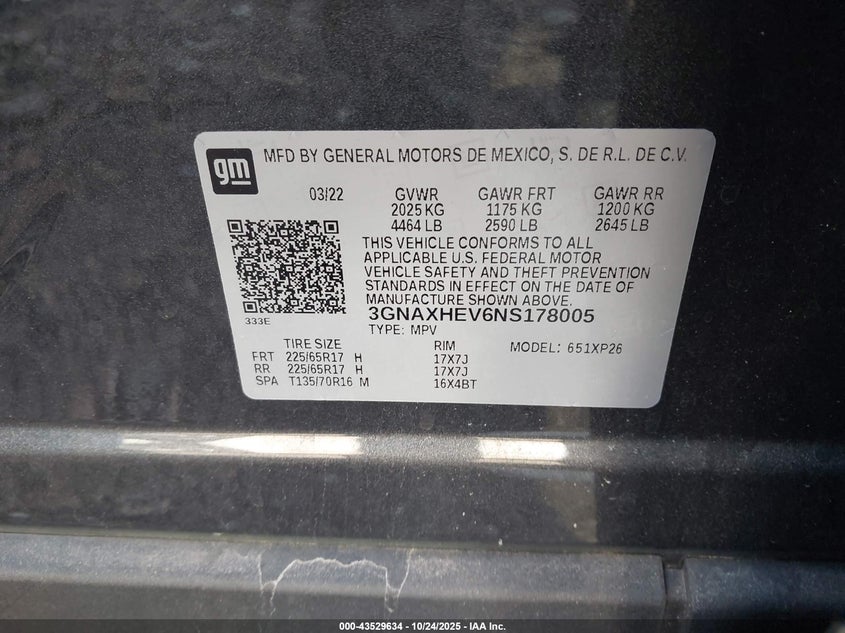 gm MFD BY GENERAL MOTORS DE MEXICO, S. DE R.L. DE C.V.
03/22 GVWR GAWR FRT GAWR RR
2025 KG 1175 KG 1200 KG
4464 LB 2590 LB 2645 LB
THIS VEHICLE CONFORMS TO ALL
APPLICABLE U.S. FEDERAL MOTOR
VEHICLE SAFETY AND THEFT PREVENTION
STANDARDS IN EFFECT ON THE DATE OF
MANUFACTURE SHOWN ABOVE.
333E 3GNAXHEV6NS178005
TYPE: MPV
TIRE SIZE RIM MODEL: 651XP26
FRT 225/65R17 H 17X7J
RR 225/65R17 H 17X7J
SPA T135/70R16 M 16X4BT
000-43529634 - 10/24/2025 - IAA Inc.